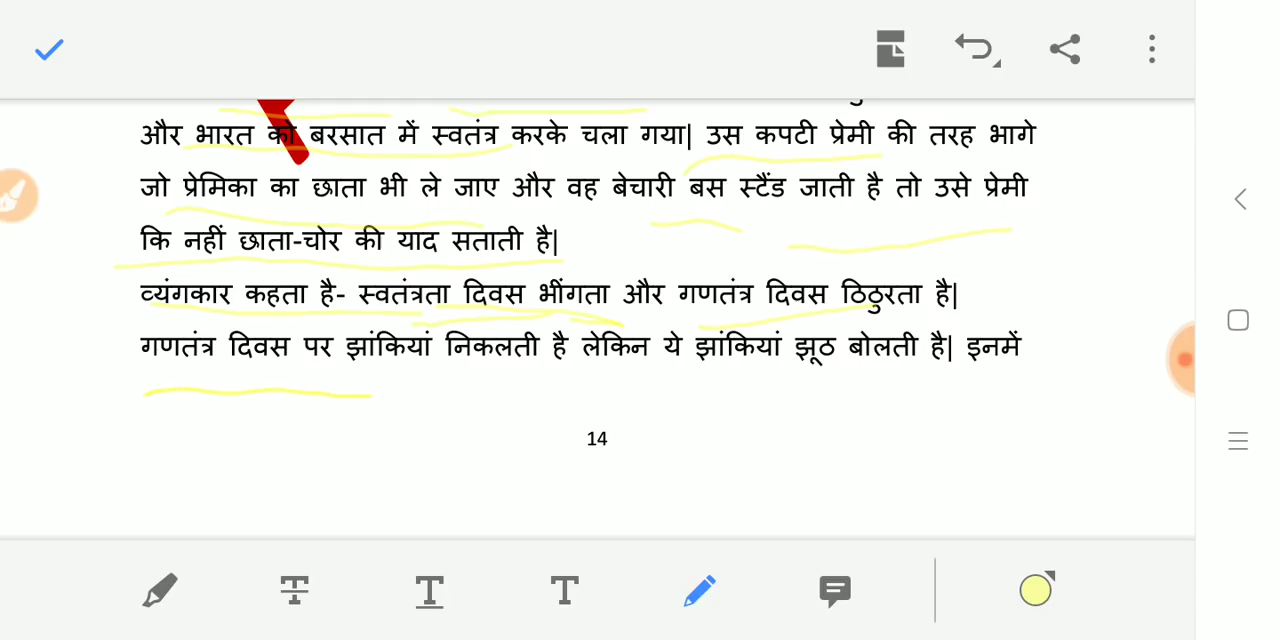 और भारत को बरसात में स्वतंत्र करके चला गया| उस कपटी प्रेमी की तरह भागे
जो प्रेमिका का छाता भी ले जाए और वह बेचारी बस स्टैंड जाती है तो उसे प्रेमी
कि नहीं छाता-चोर की याद सताती है|
व्यंगकार कहता है- स्वतंत्रता दिवस भींगता और गणतंत्र दिवस ठिठुरता है|
गणतंत्र दिवस पर झांकियां निकलती है लेकिन ये झांकियां झूठ बोलती है| इनमें
14